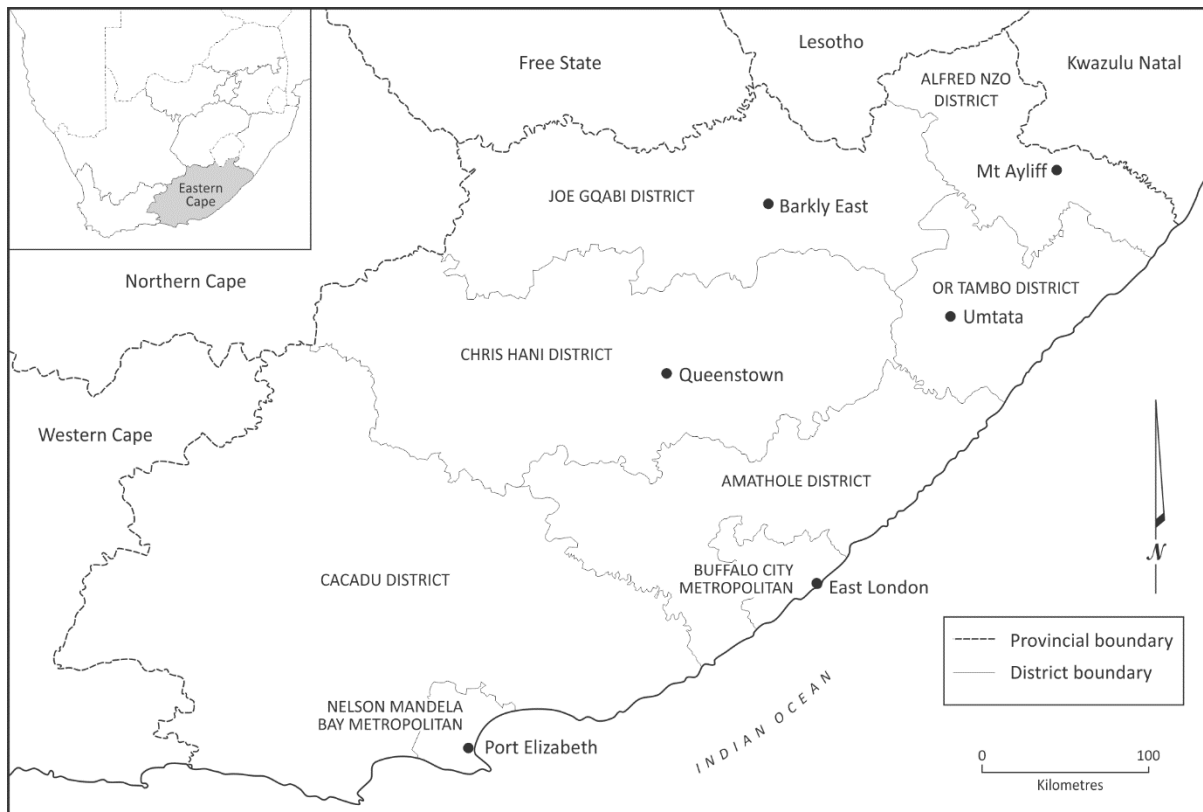 Eastern
Cape
Free State
Lesotho
Kwazulu Natal
ALFRED NZO
DISTRICT
Mt Ayliff
JOE GQABI DISTRICT
Barkly East
Northern Cape
OR TAMBO DISTRICT
Umtata
CHRIS HANI DISTRICT
Queenstown
Western Cape
AMATHOLE DISTRICT
CACADU DISTRICT
BUFFALO CITY
METROPOLITAN
East London
N
NELSON MANDELA
BAY METROPOLITAN
Port Elizabeth
INDIAN OCEAN
Provincial boundary
District boundary
0 100
Kilometres